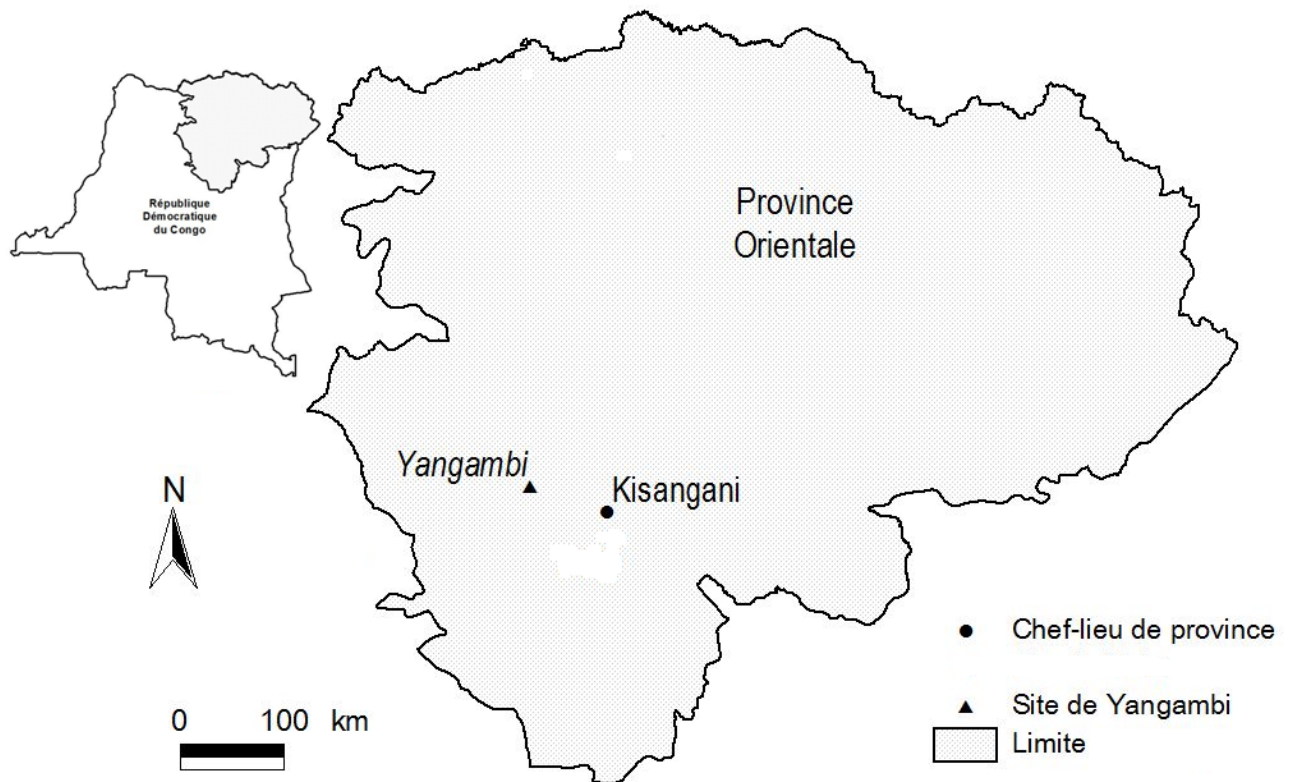 République
Démocratique
du Congo
Province
Orientale
Yangambi
Kisangani
N
0 100 km
Chef-lieu de province
Site de Yangambi
Limite